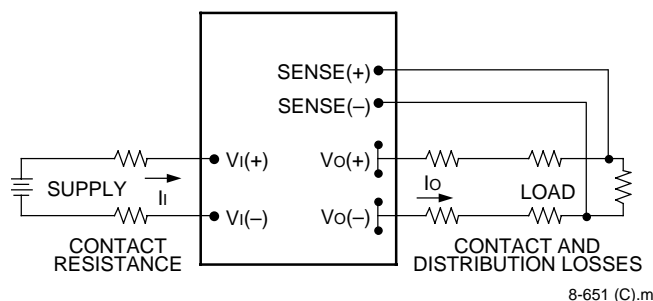 SENSE(+)
SENSE(–)
VI(+)
VO(+)
SUPPLY
II
IO
LOAD
VI(–)
VO(–)
CONTACT
RESISTANCE
CONTACT AND
DISTRIBUTION LOSSES
8-651 (C).m